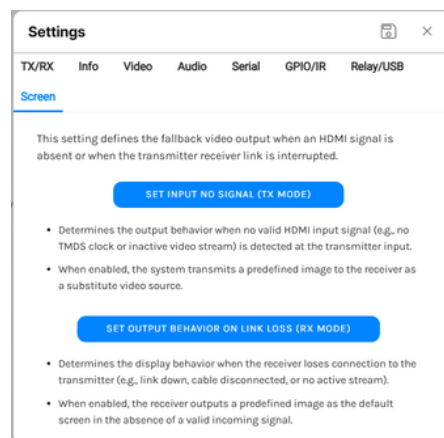 Settings
TX/RX Info Video Audio Serial GPIO/IR Relay/USB
Screen
This setting defines the fallback video output when an HDMI signal is
absent or when the transmitter receiver link is interrupted.
SET INPUT NO SIGNAL (TX MODE)
• Determines the output behavior when no valid HDMI input signal (e.g., no
TMDS clock or inactive video stream) is detected at the transmitter input.
• When enabled, the system transmits a predefined image to the receiver as
a substitute video source.
SET OUTPUT BEHAVIOR ON LINK LOSS (RX MODE)
• Determines the display behavior when the receiver loses connection to the
transmitter (e.g., link down, cable disconnected, or no active stream).
• When enabled, the receiver outputs a predefined image as the default
screen in the absence of a valid incoming signal.